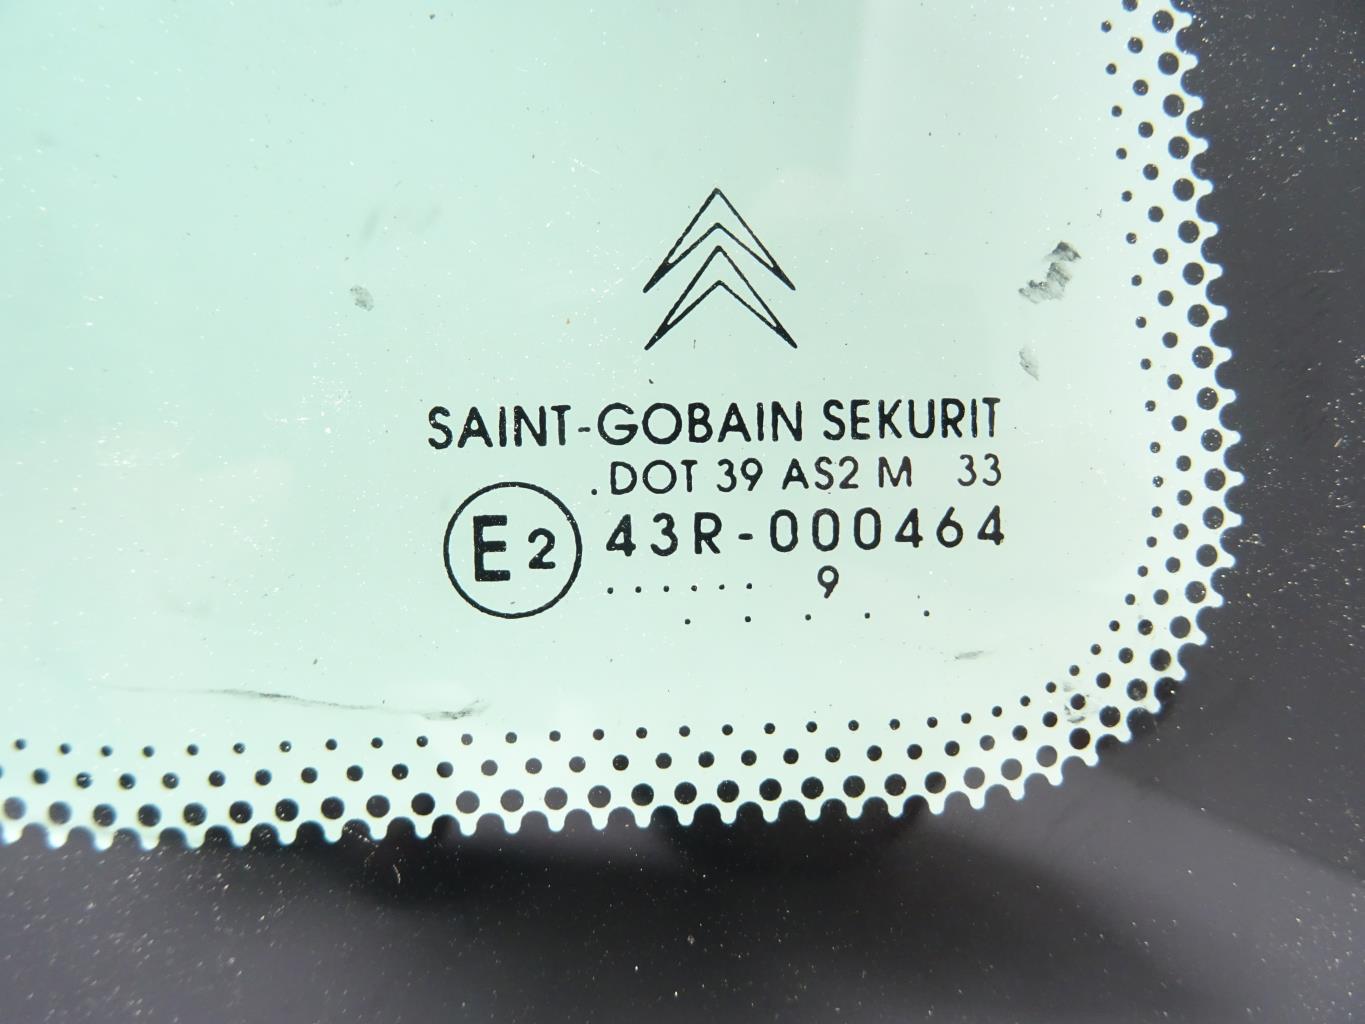 SAINT-GOBAIN SEKURIT
.DOT 39 AS2 M 33
E2 43R-000464
...... 9
. . . . .